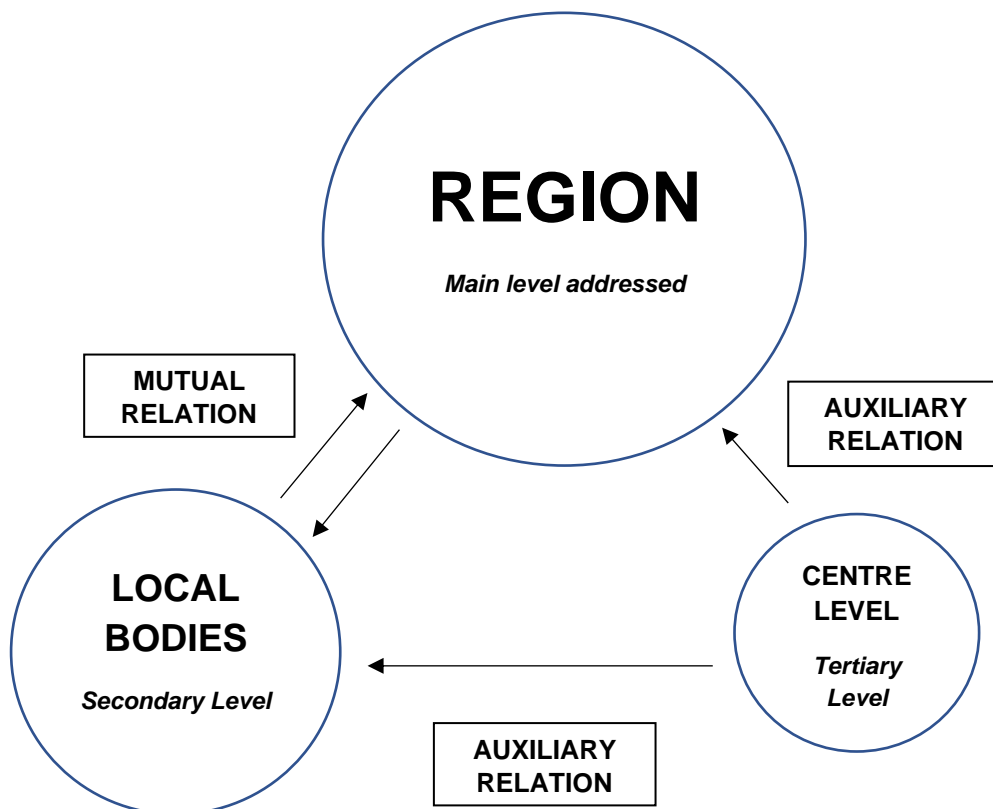 REGION
Main level addressed
MUTUAL
RELATION
AUXILIARY
RELATION
LOCAL
BODIES
Secondary Level
CENTRE
LEVEL
Tertiary
Level
AUXILIARY
RELATION